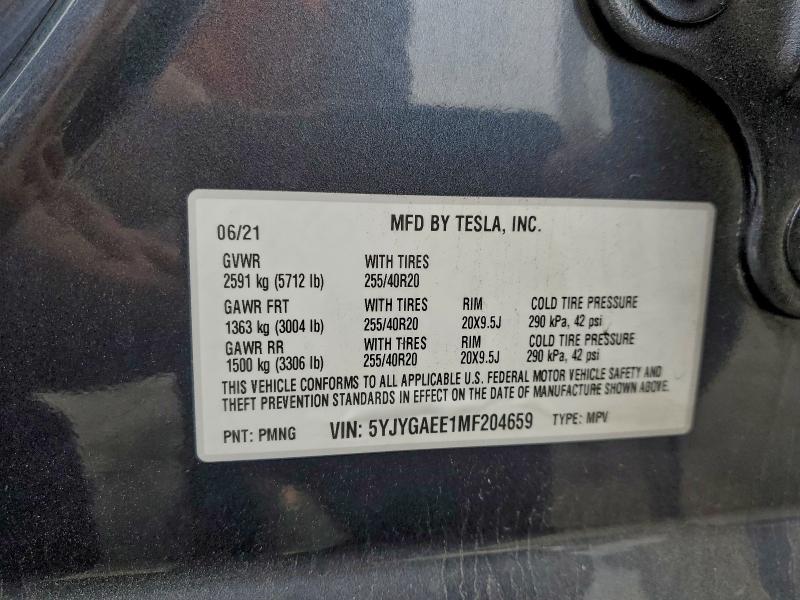 06/21 MFD BY TESLA, INC.
GVWR WITH TIRES
2591 kg (5712 lb) 255/40R20
GAWR FRT WITH TIRES RIM COLD TIRE PRESSURE
1363 kg (3004 lb) 255/40R20 20X9.5J 290 kPa, 42 psi
GAWR RR WITH TIRES RIM COLD TIRE PRESSURE
1500 kg (3306 lb) 255/40R20 20X9.5J 290 kPa, 42 psi
THIS VEHICLE CONFORMS TO ALL APPLICABLE U.S. FEDERAL MOTOR VEHICLE SAFETY AND
THEFT PREVENTION STANDARDS IN EFFECT ON THE DATE OF MANUFACTURE SHOWN ABOVE.
PNT: PMNG VIN: 5YJYGAEE1MF204659 TYPE: MPV